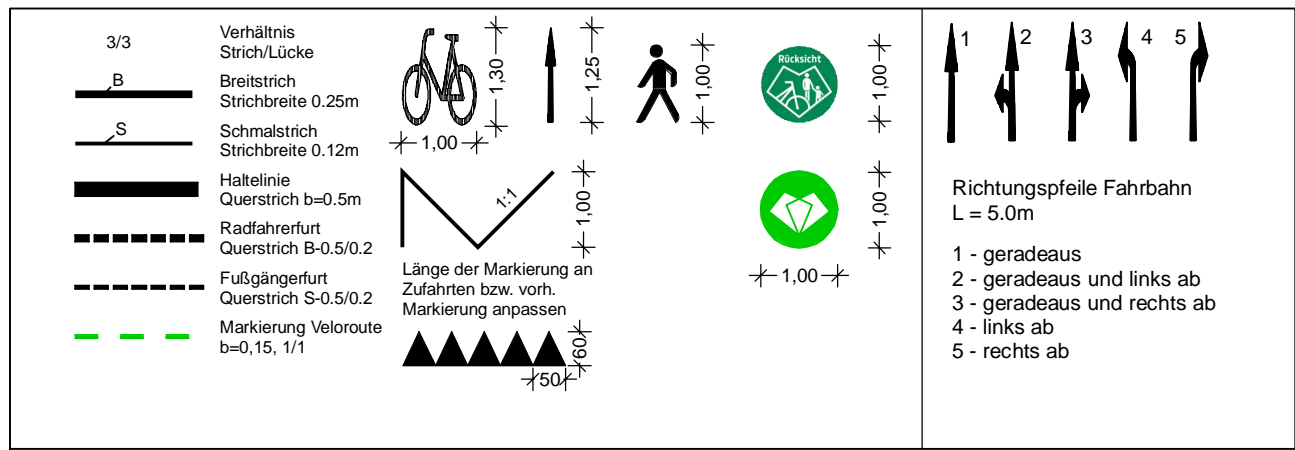 3/3
Verhältnis
Strich/Lücke
B
Breitstrich
Strichbreite 0.25m
S
Schmalstrich
Strichbreite 0.12m
Haltelinie
Querstrich b=0.5m
Radfahrerfurt
Querstrich B-0.5/0.2
Fußgängerfurt
Querstrich S-0.5/0.2
Markierung Veloroute
b=0,15, 1/1
1,30
1,00
1,25
1,00
Rücksicht
1,00
1:1
1,00
Länge der Markierung an
Zufahrten bzw. vorh.
Markierung anpassen
60
50
1,00
1,00
1
2
3
4
5
Richtungspfeile Fahrbahn
L = 5.0m
1 - geradeaus
2 - geradeaus und links ab
3 - geradeaus und rechts ab
4 - links ab
5 - rechts ab